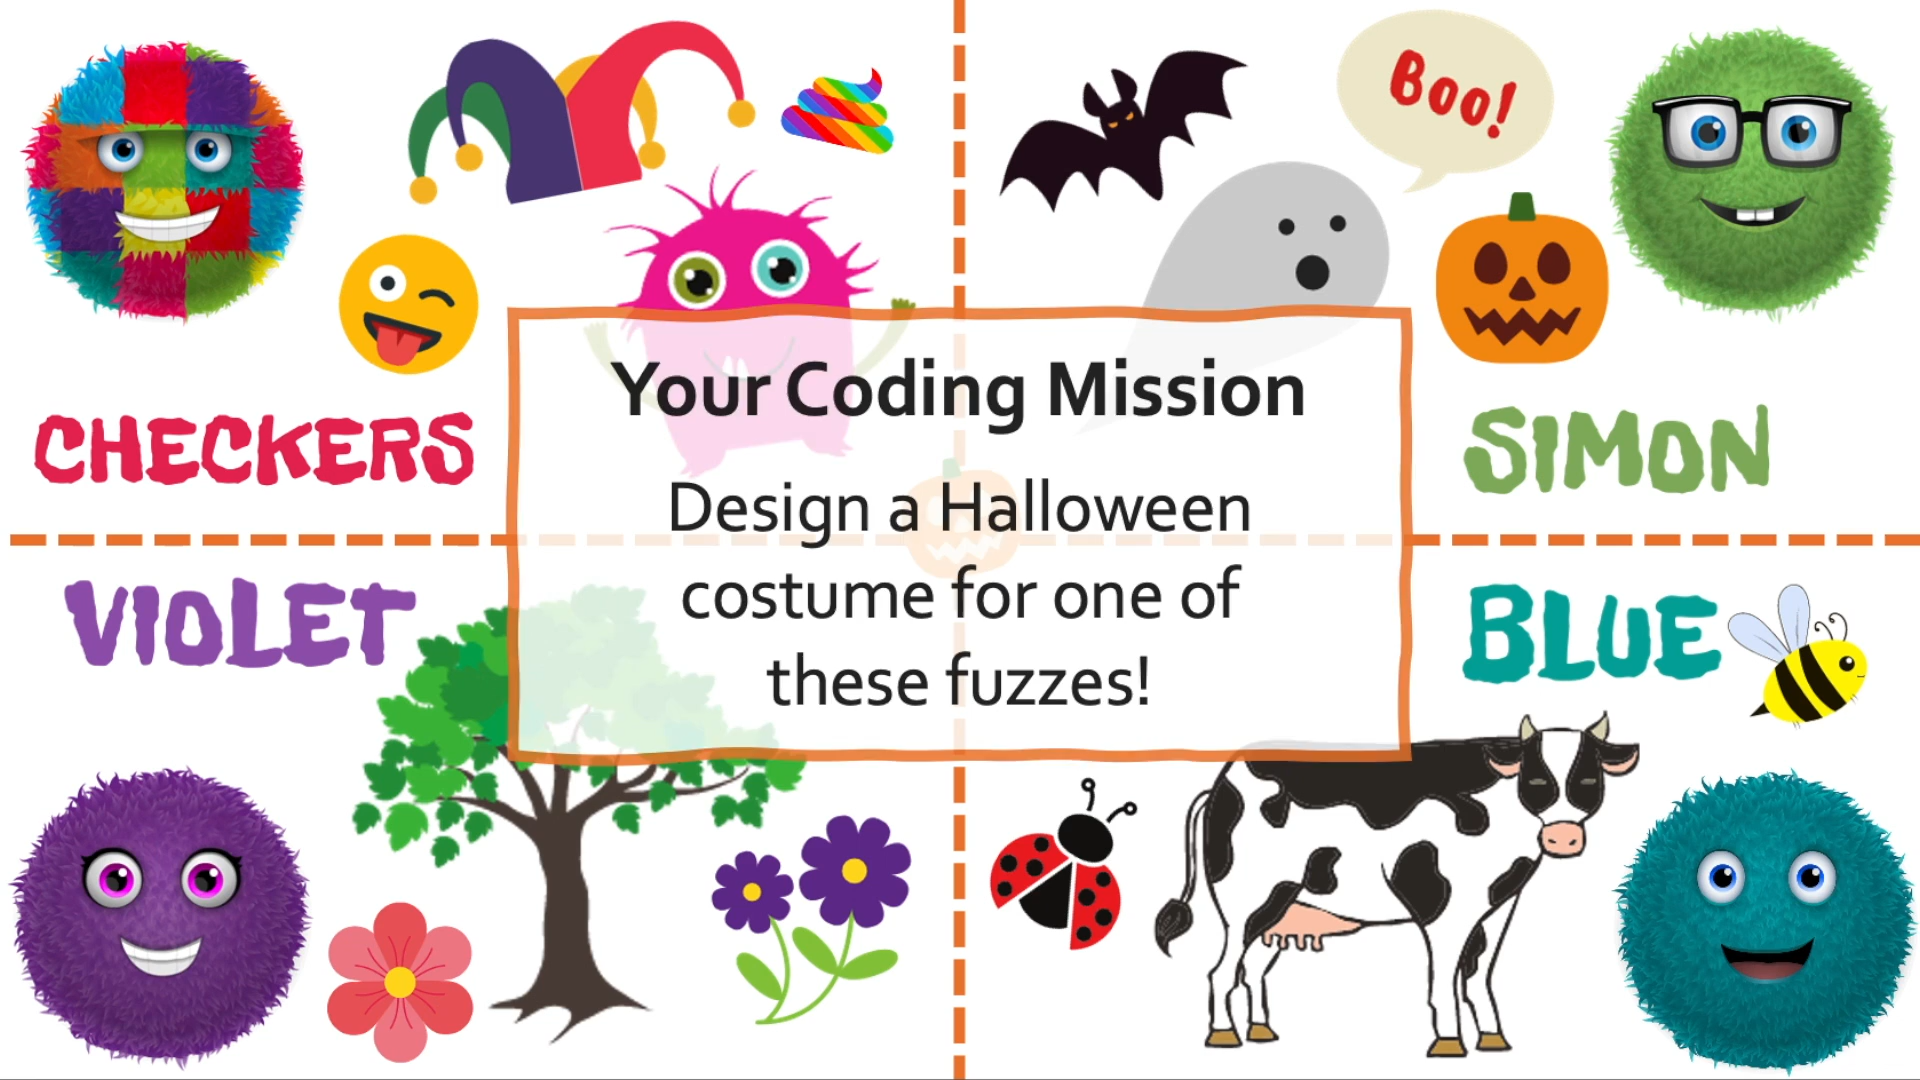 Boo!
CHECKERS
SIMON
Your Coding Mission
Design a Halloween
costume for one of
these fuzzes!
VIOLET
BLUE